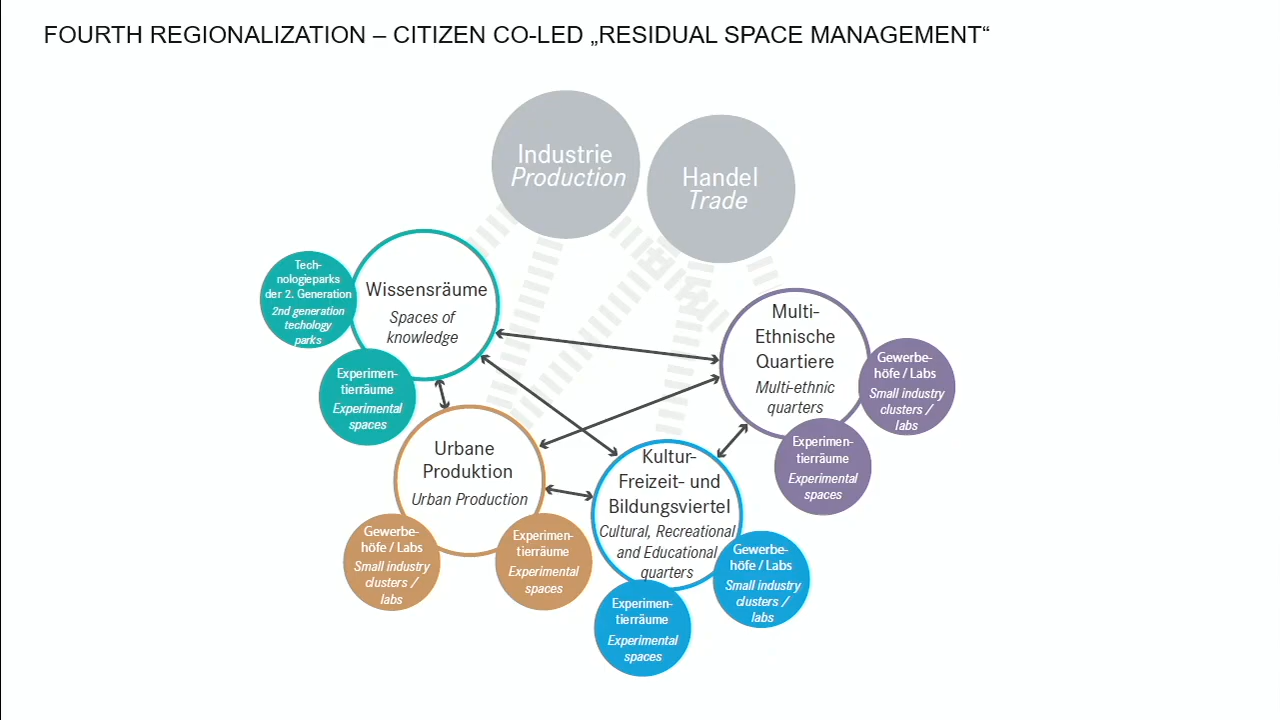 FOURTH REGIONALIZATION – CITIZEN CO-LED „RESIDUAL SPACE MANAGEMENT“
Industrie
Production
Handel
Trade
Tech-
nologieparks
der 2. Generation
2nd generation
techology
parks
Wissensräume
Spaces of
knowledge
Experimen-
tierräume
Experimental
spaces
Multi-
Ethnische
Quartiere
Multi-ethnic
quarters
Gewerbe-
höfe / Labs
Small industry
clusters /
labs
Experimen-
tierräume
Experimental
spaces
Urbane
Produktion
Urban Production
Gewerbe-
höfe / Labs
Small industry
clusters /
labs
Experimen-
tierräume
Experimental
spaces
Kultur-
Freizeit- und
Bildungsviertel
Cultural, Recreational
and Educational
quarters
Gewerbe-
höfe / Labs
Small industry
clusters /
labs
Experimen-
tierräume
Experimental
spaces